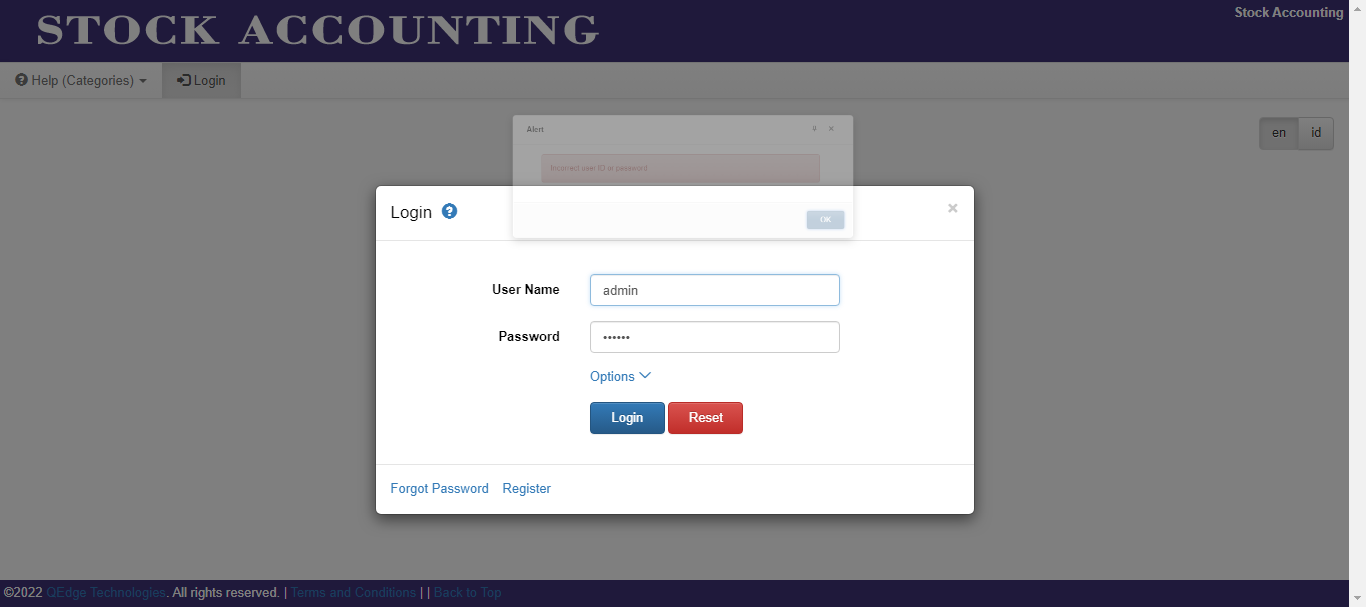 STOCK ACCOUNTING
Stock Accounting
Help (Categories)
Login
en
id
Alert
Incorrect user ID or password
OK
Login
User Name
admin
Password
••••••
Options
Login
Reset
Forgot Password
Register
©2022 QEdge Technologies. All rights reserved. | Terms and Conditions | | Back to Top